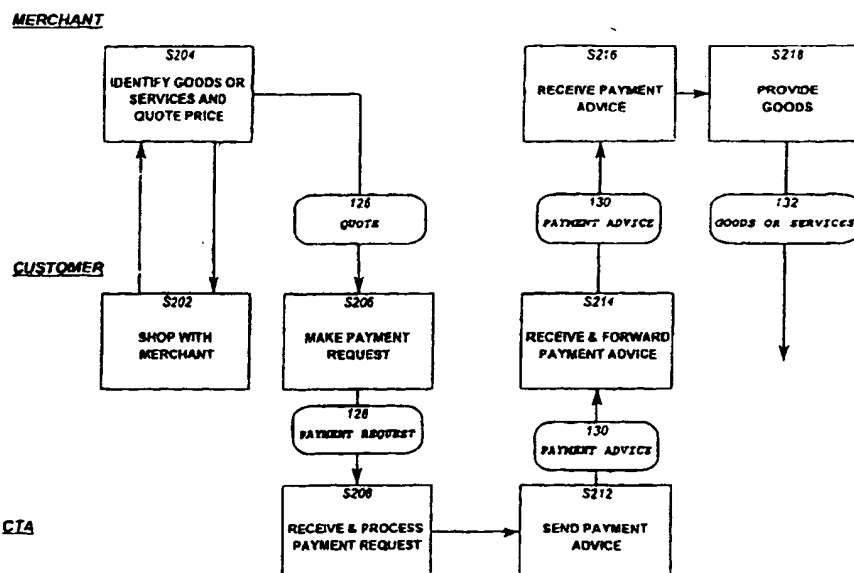 MERCHANT
S204
IDENTIFY GOODS OR
SERVICES AND
QUOTE PRICE
S216
RECEIVE PAYMENT
ADVICE
S218
PROVIDE
GOODS
126
QUOTE
130
PAYMENT ADVICE
132
GOODS OR SERVICES
CUSTOMER
S202
SHOP WITH
MERCHANT
S206
MAKE PAYMENT
REQUEST
S214
RECEIVE & FORWARD
PAYMENT ADVICE
128
PAYMENT REQUEST
130
PAYMENT ADVICE
CTA
S208
RECEIVE & PROCESS
PAYMENT REQUEST
S212
SEND PAYMENT
ADVICE